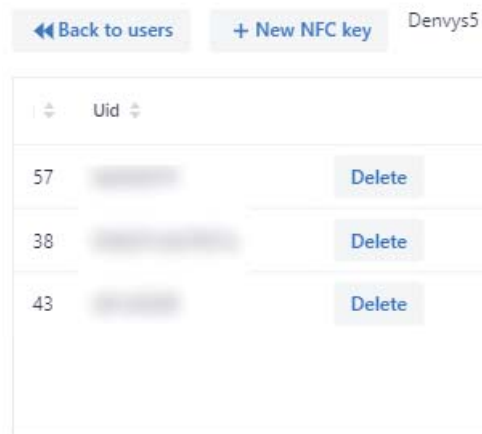 Back to users + New NFC key Denvys5
Uid
57 Delete
38 Delete
43 Delete